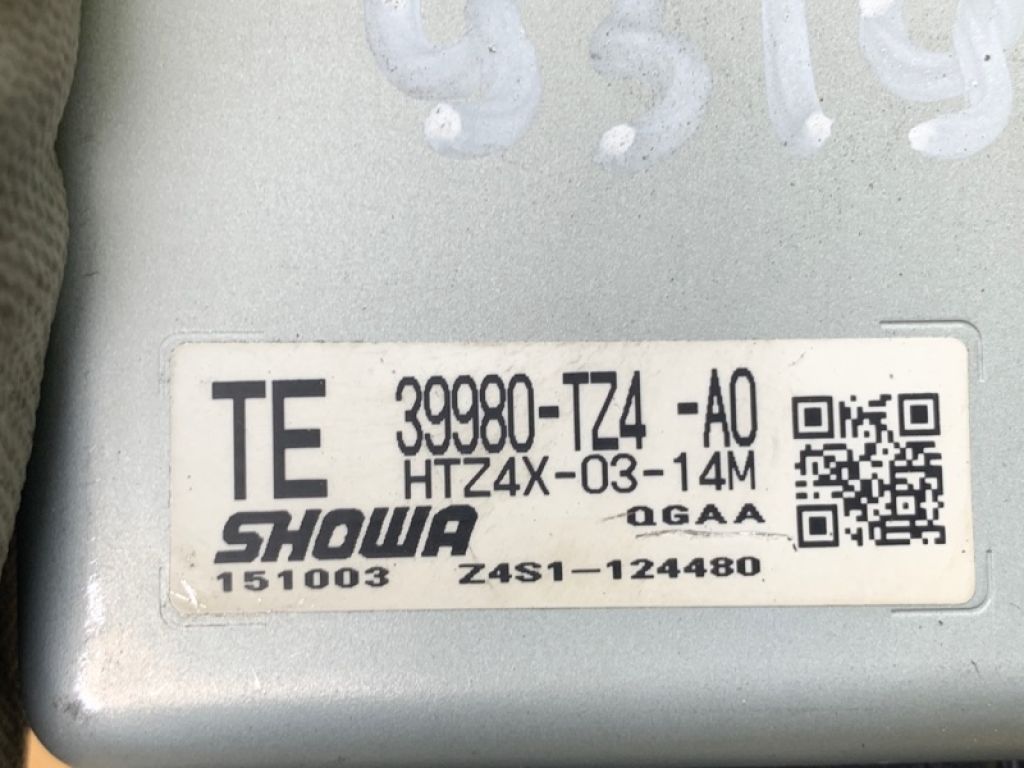 TE 39980-TZ4 -A0
HTZ4X-03-14M
SHOWA QGAA
151003 Z4S1-124480